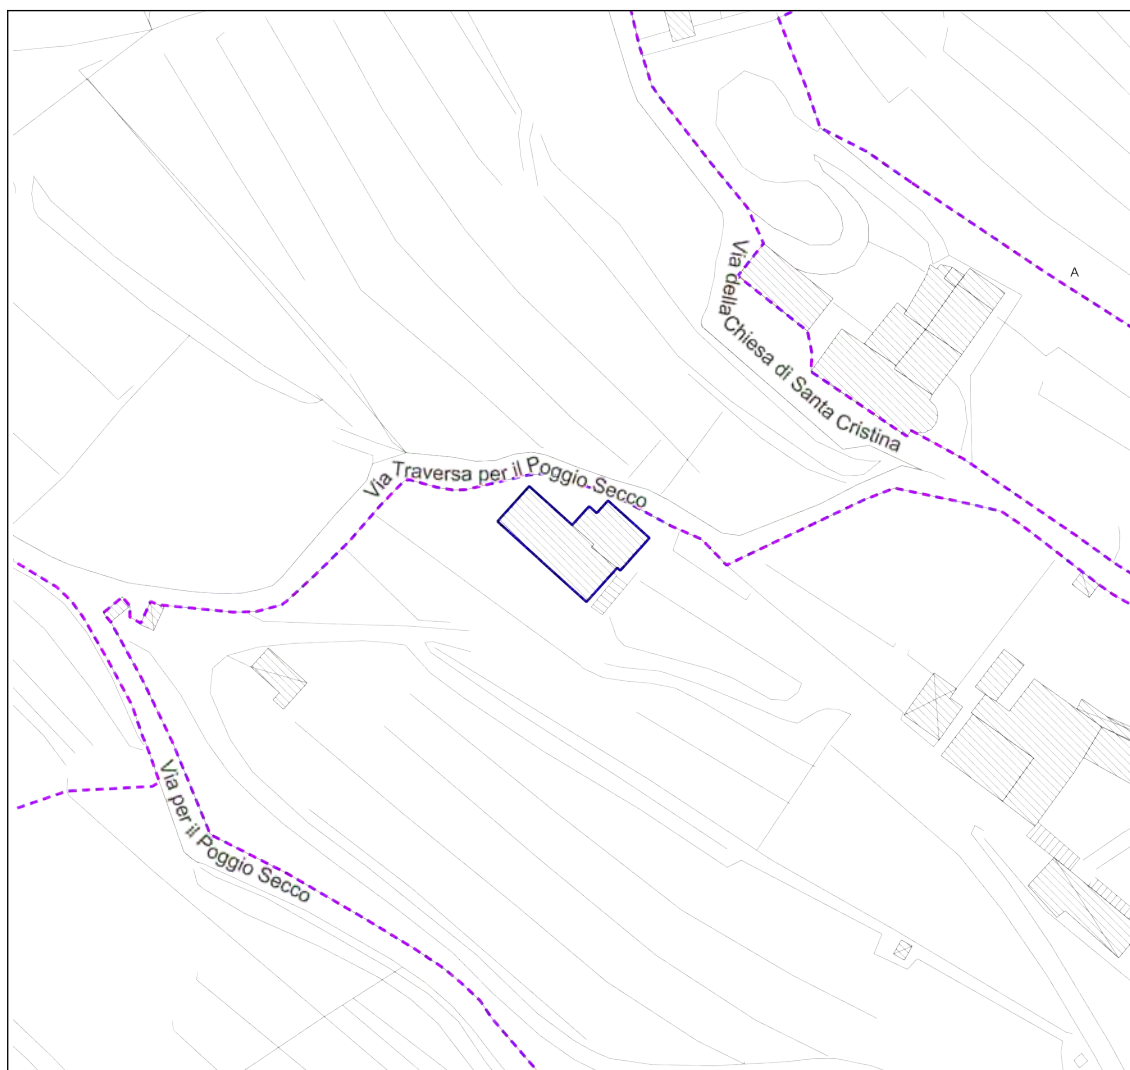 Via della Chiesa di Santa Cristina
A
Via Traversa per il Poggio Secco
Via per il Poggio Secco